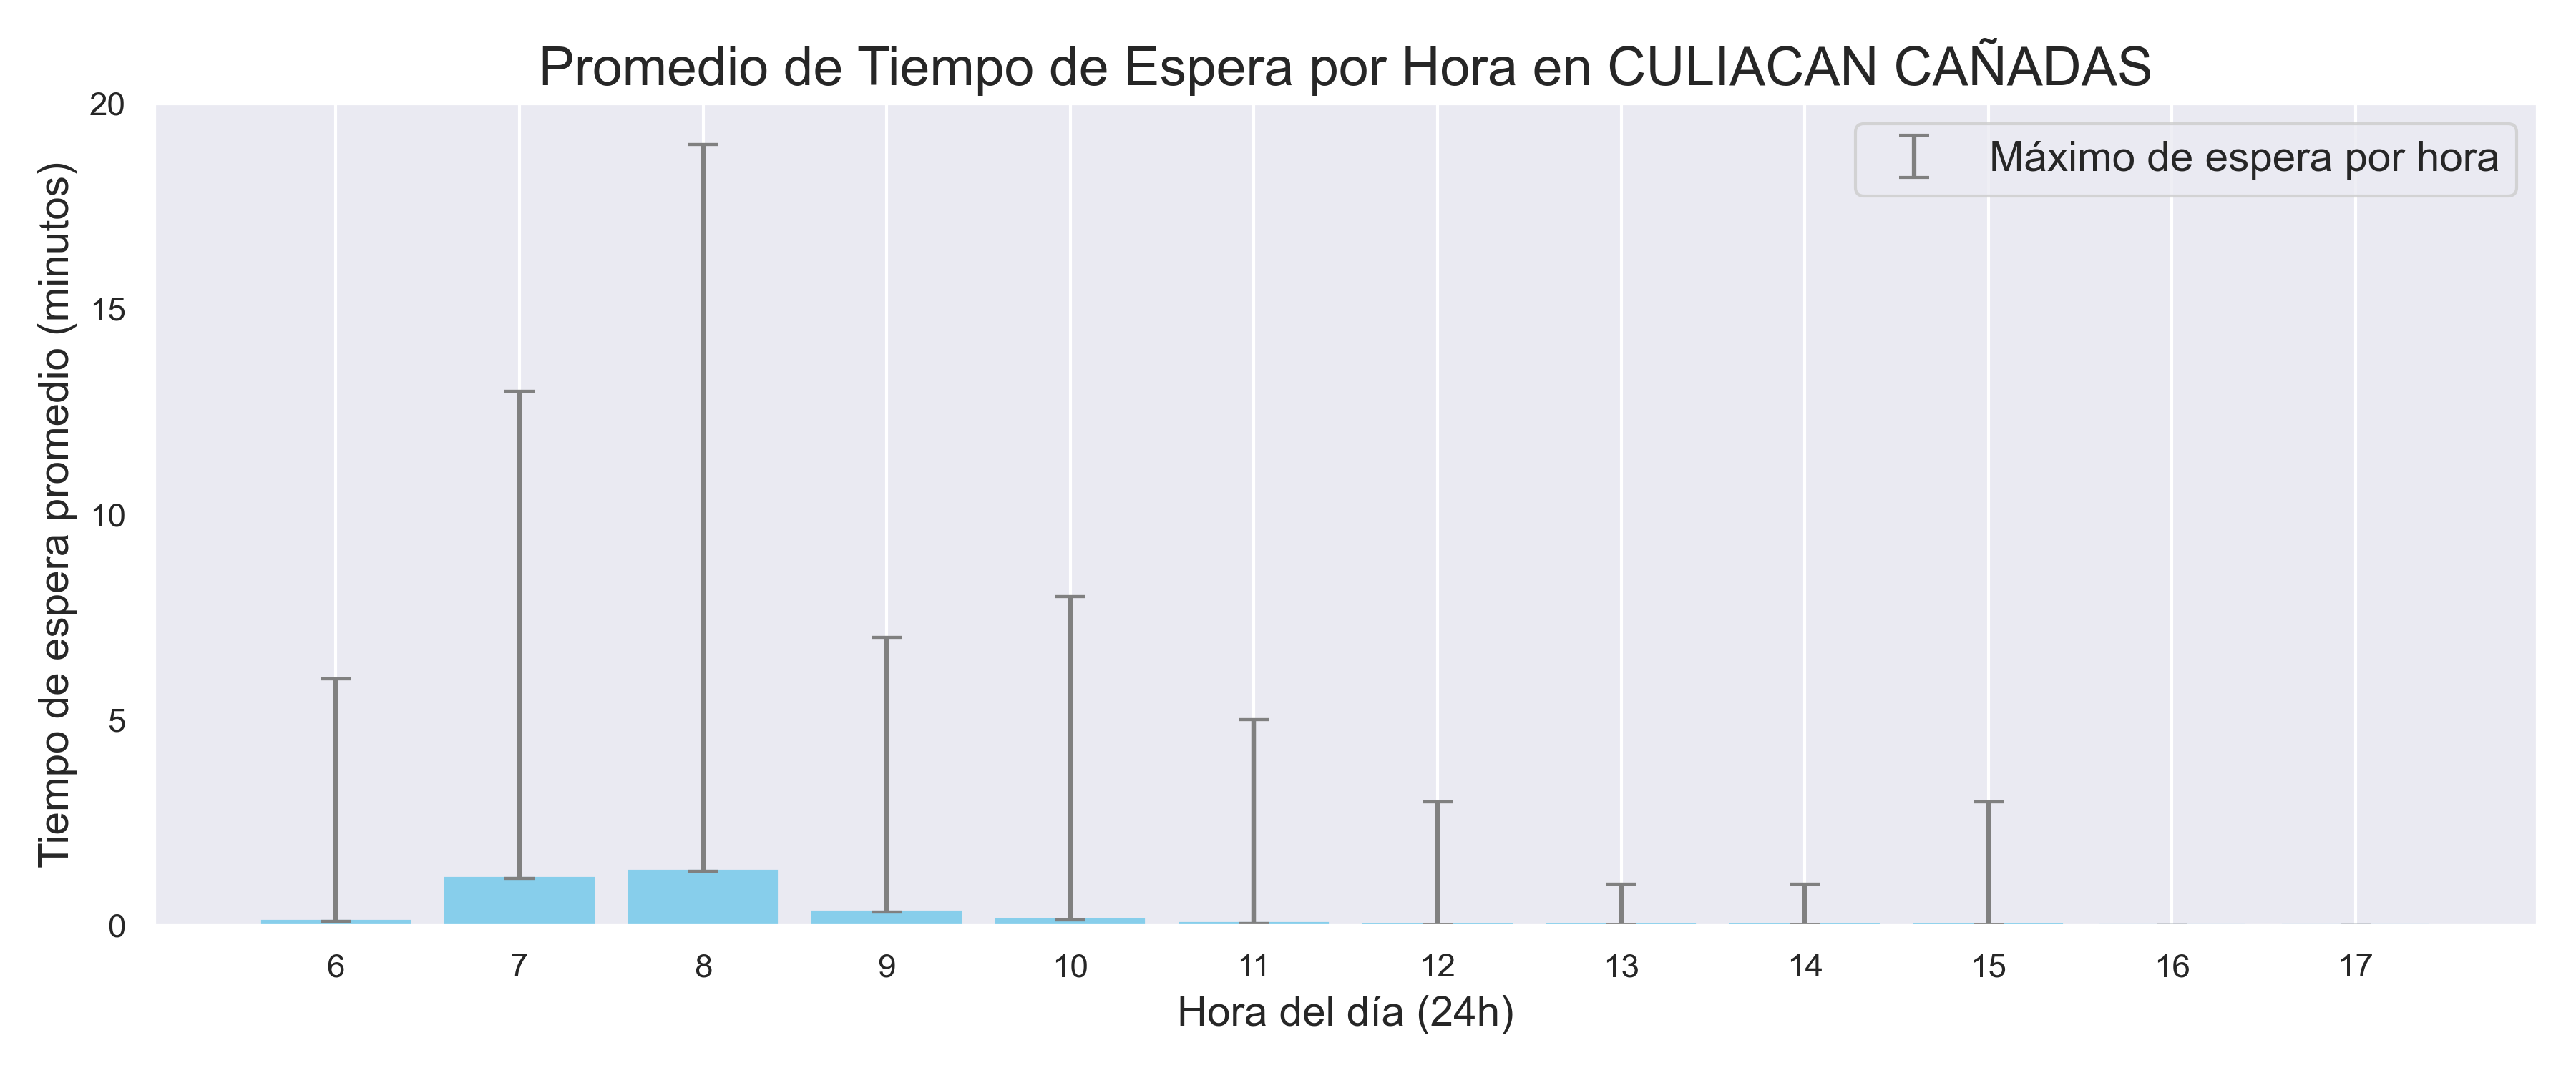 Promedio de Tiempo de Espera por Hora en CULIACAN CAÑADAS
Máximo de espera por hora
Tiempo de espera promedio (minutos)
20
15
10
5
0
6 7 8 9 10 11 12 13 14 15 16 17
Hora del día (24h)